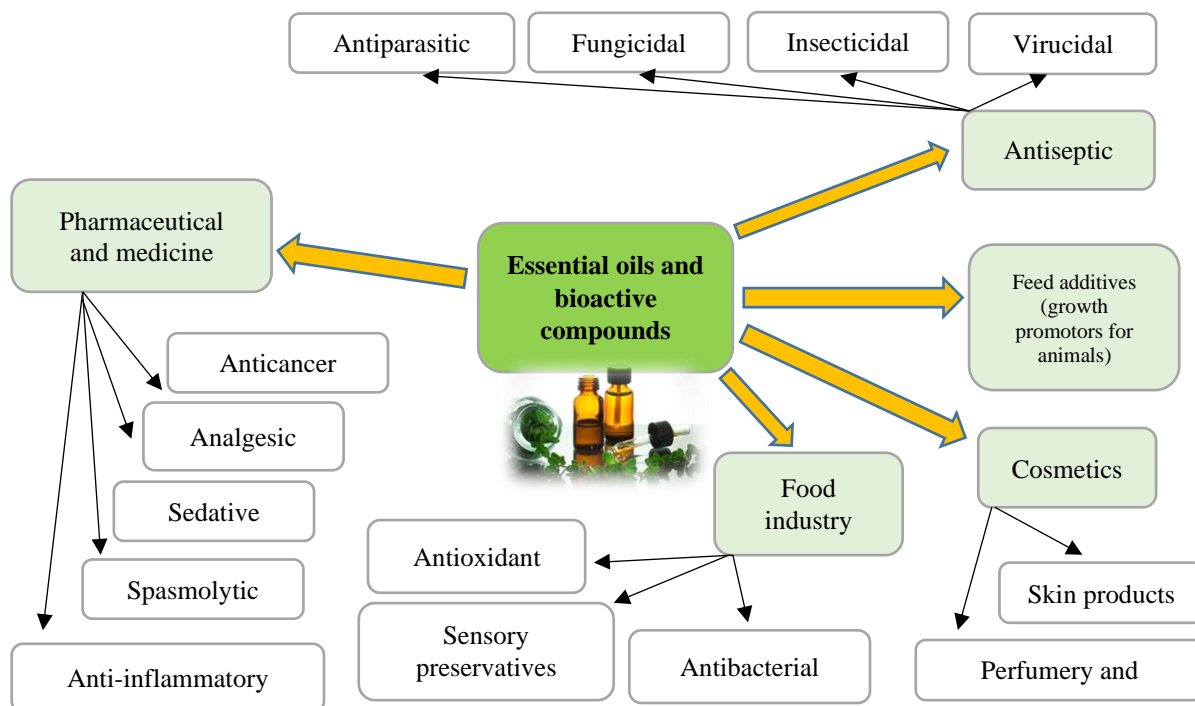 Antiparasitic
Fungicidal
Insecticidal
Virucidal
Antiseptic
Pharmaceutical
and medicine
Essential oils and
bioactive
compounds
Feed additives
(growth
promotors for
animals)
Anticancer
Analgesic
Sedative
Spasmolytic
Anti-inflammatory
Food
industry
Cosmetics
Antioxidant
Sensory
preservatives
Antibacterial
Skin products
Perfumery and